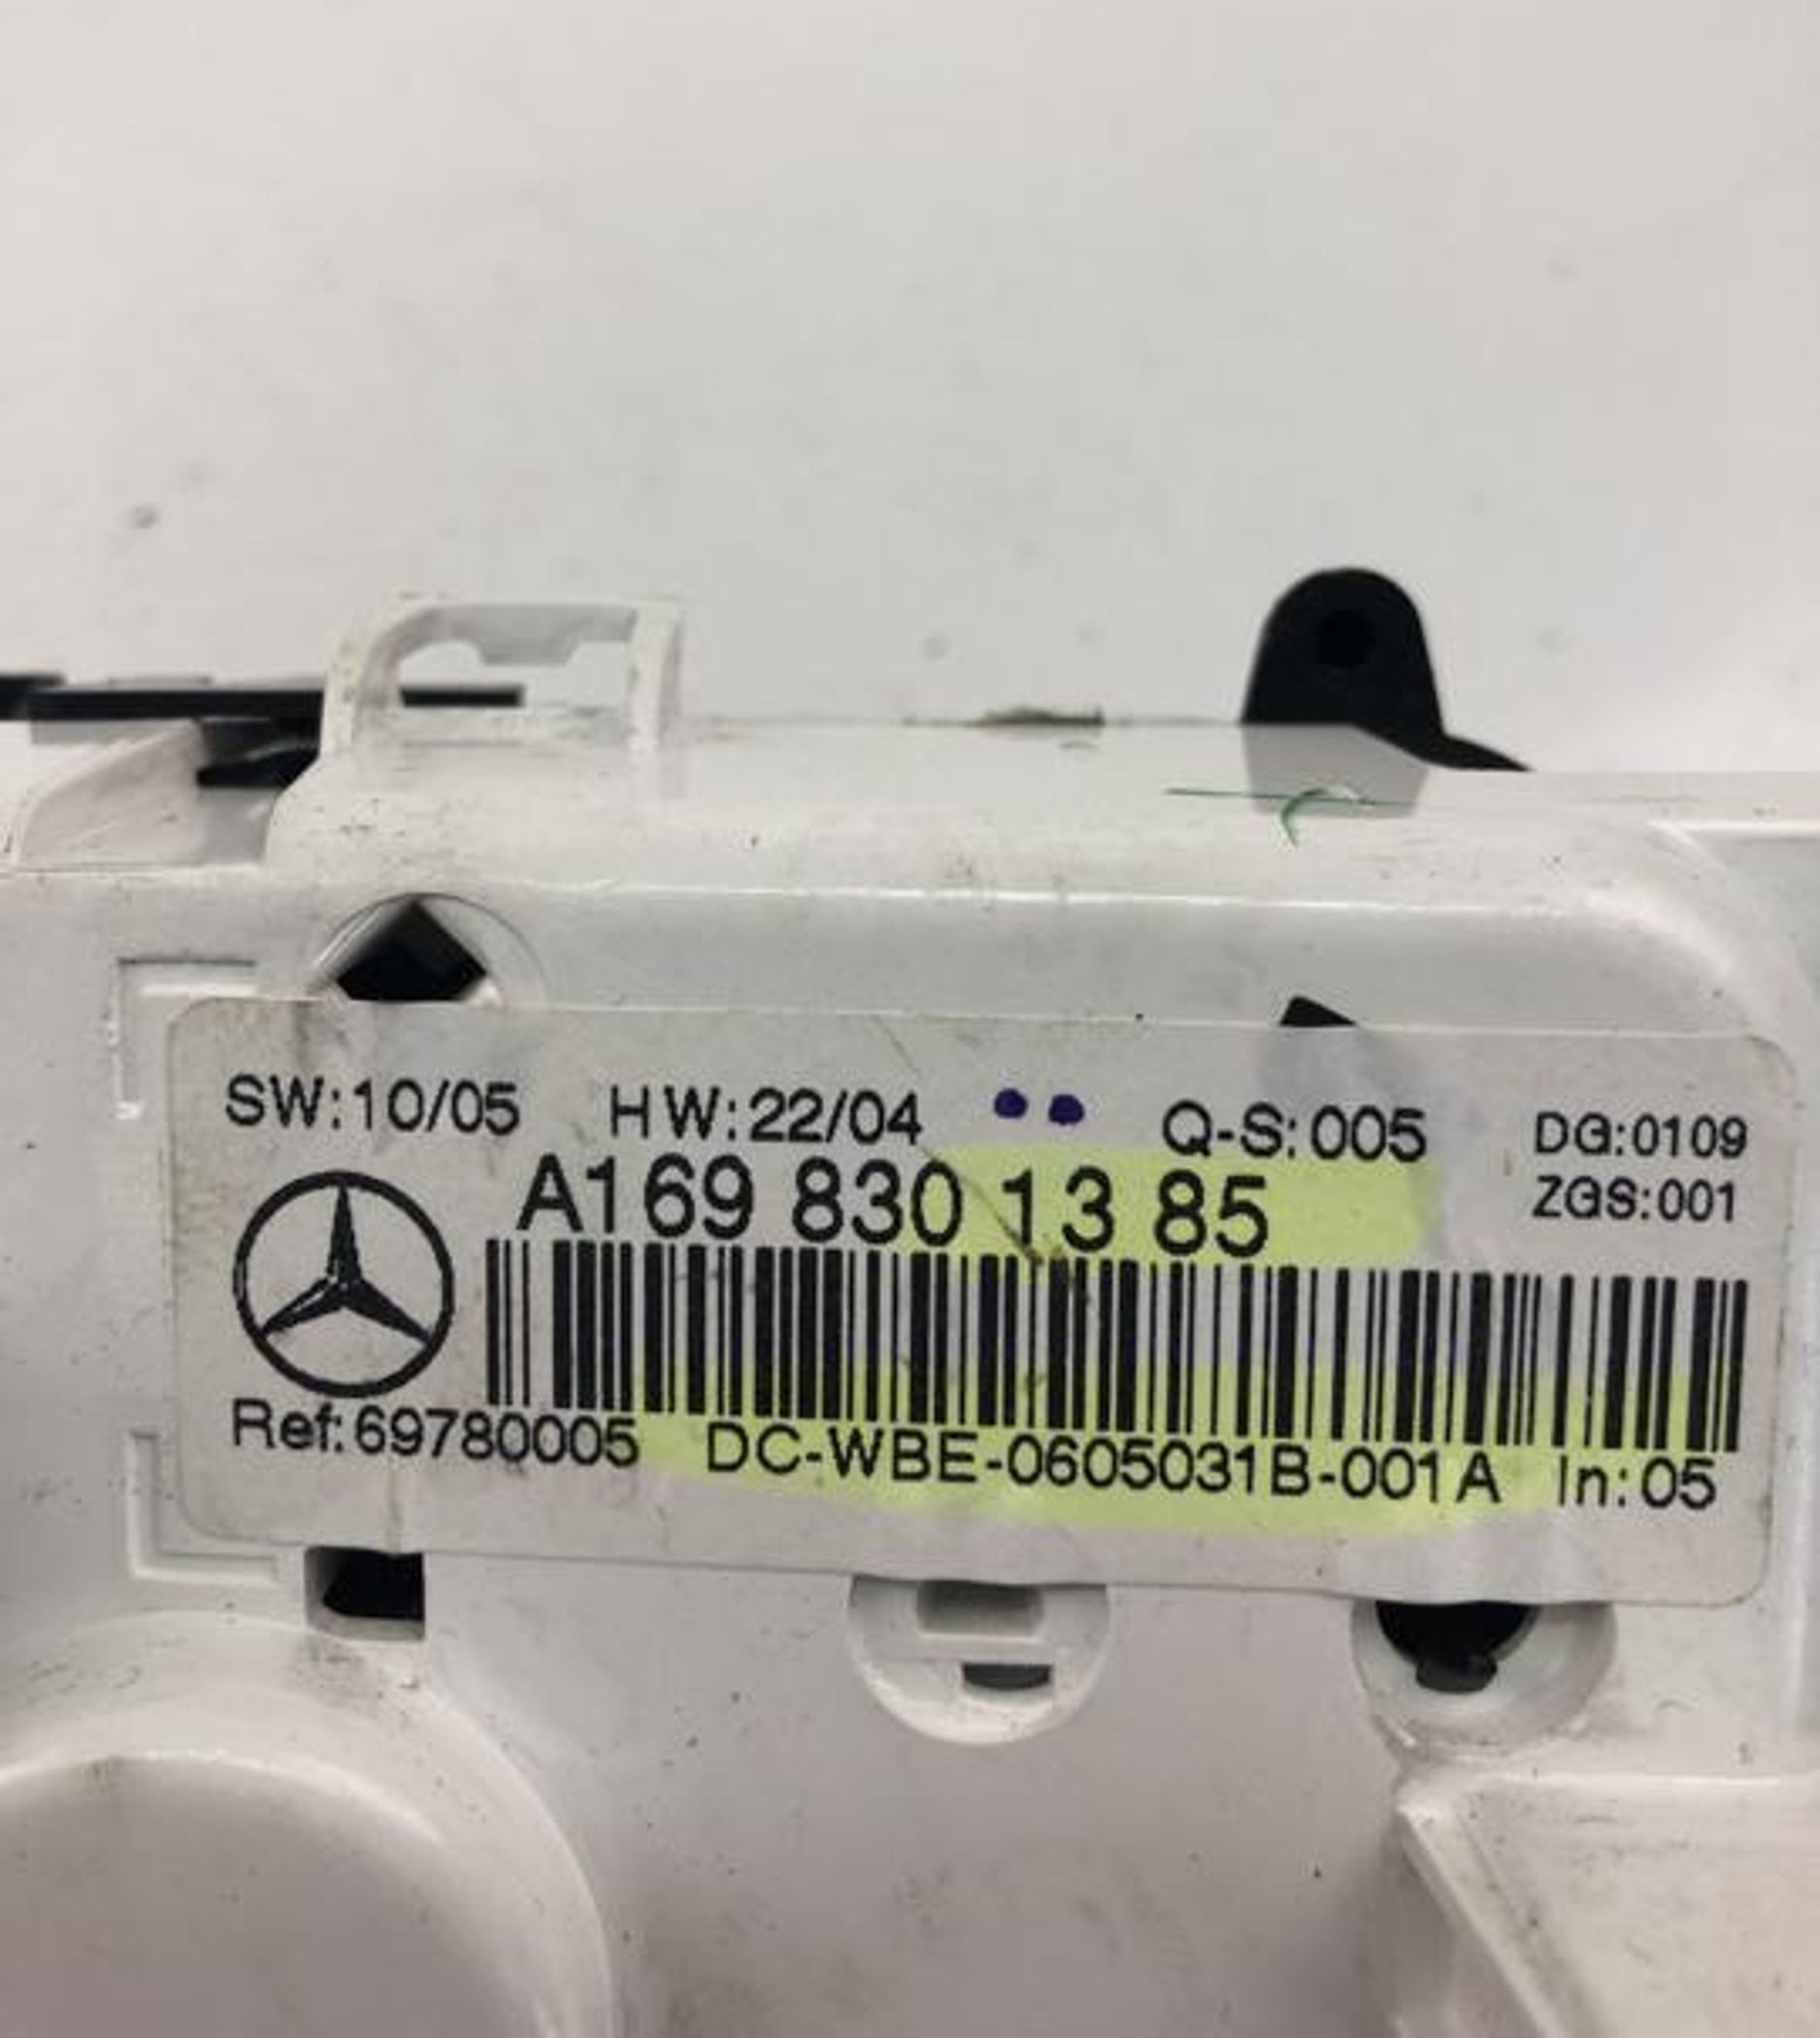 SW:10/05 HW:22/04 Q-S:005 DG:0109
A169 830 13 85 ZGS:001
Ref:69780005 DC-WBE-0605031B-001A In:05